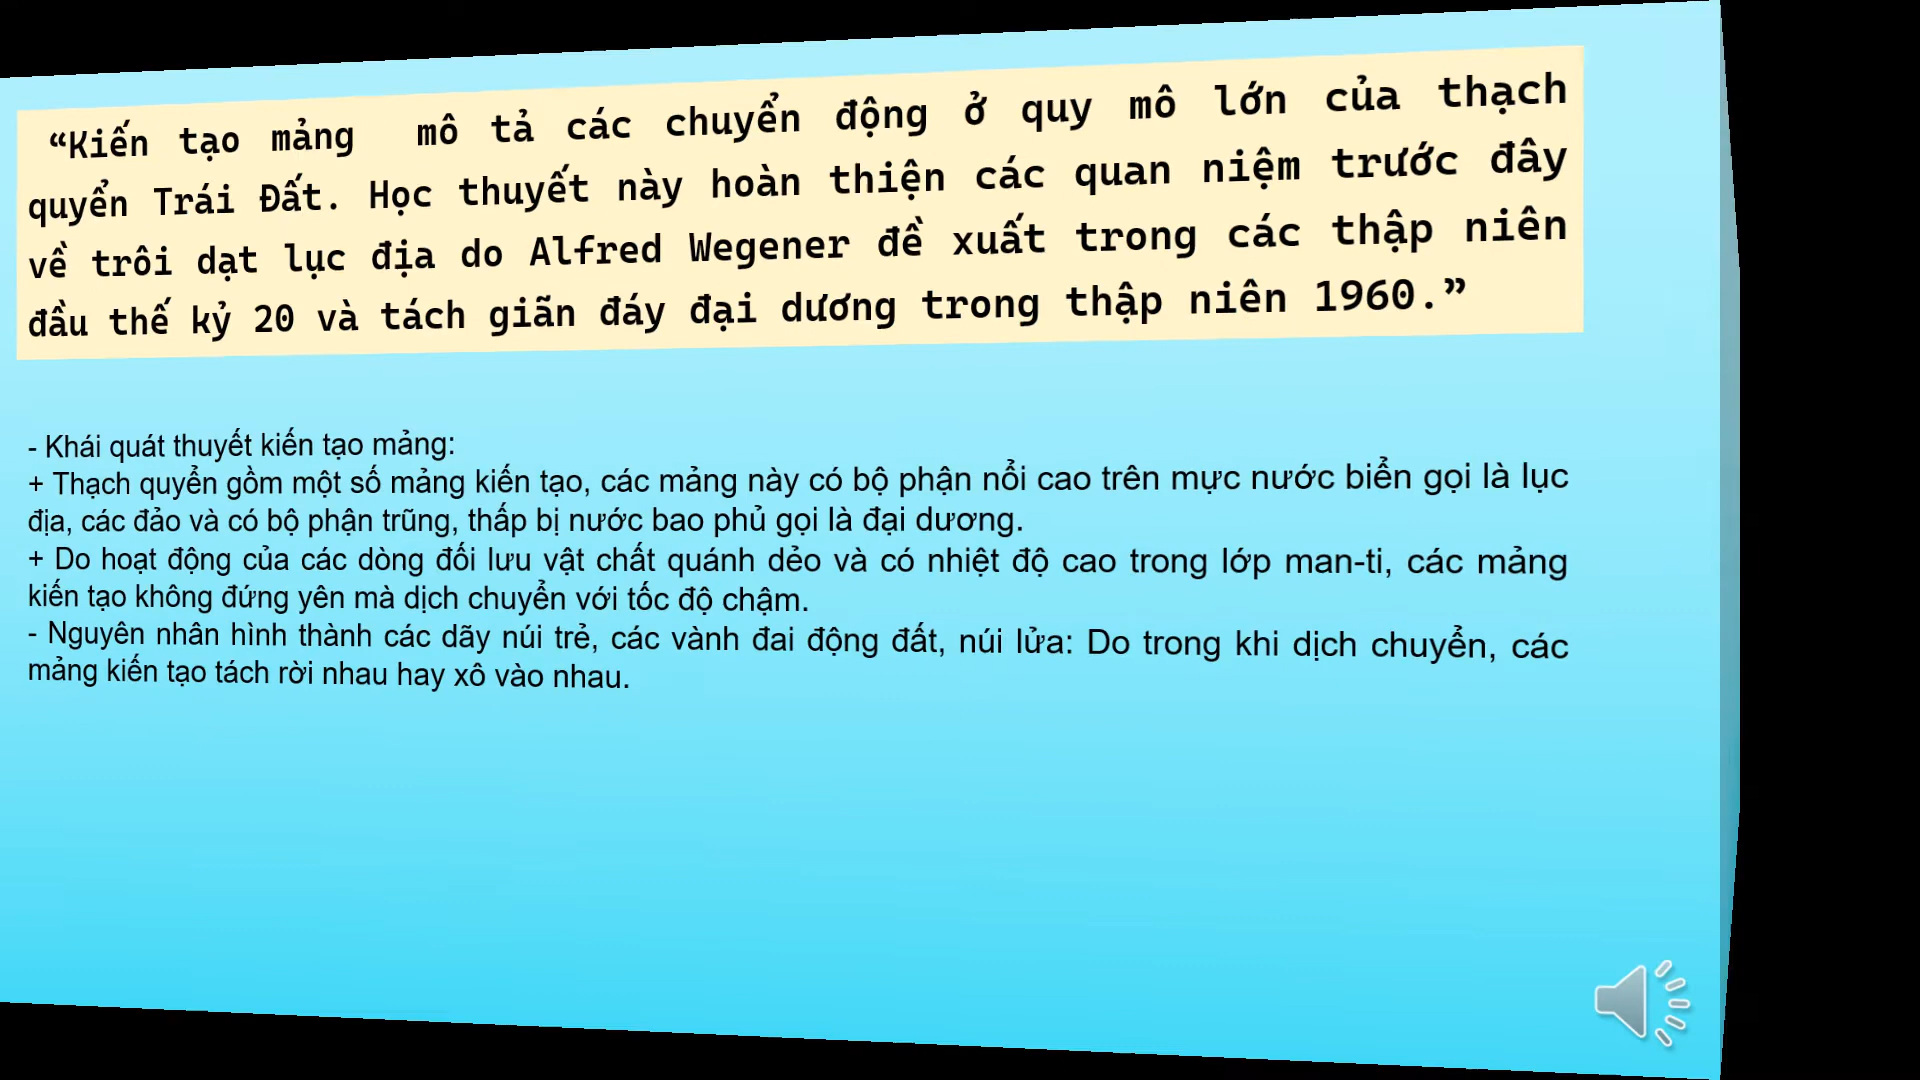 “Kiến tạo mảng mô tả các chuyển động ở quy mô lớn của thạch
quyển Trái Đất. Học thuyết này hoàn thiện các quan niệm trước đây
về trôi dạt lục địa do Alfred Wegener đề xuất trong các thập niên
đầu thế kỷ 20 và tách giãn đáy đại dương trong thập niên 1960.”
- Khái quát thuyết kiến tạo mảng:
+ Thạch quyển gồm một số mảng kiến tạo, các mảng này có bộ phận nổi cao trên mực nước biển gọi là lục
địa, các đảo và có bộ phận trũng, thấp bị nước bao phủ gọi là đại dương.
+ Do hoạt động của các dòng đối lưu vật chất quánh dẻo và có nhiệt độ cao trong lớp man-ti, các mảng
kiến tạo không đứng yên mà dịch chuyển với tốc độ chậm.
- Nguyên nhân hình thành các dãy núi trẻ, các vành đai động đất, núi lửa: Do trong khi dịch chuyển, các
mảng kiến tạo tách rời nhau hay xô vào nhau.